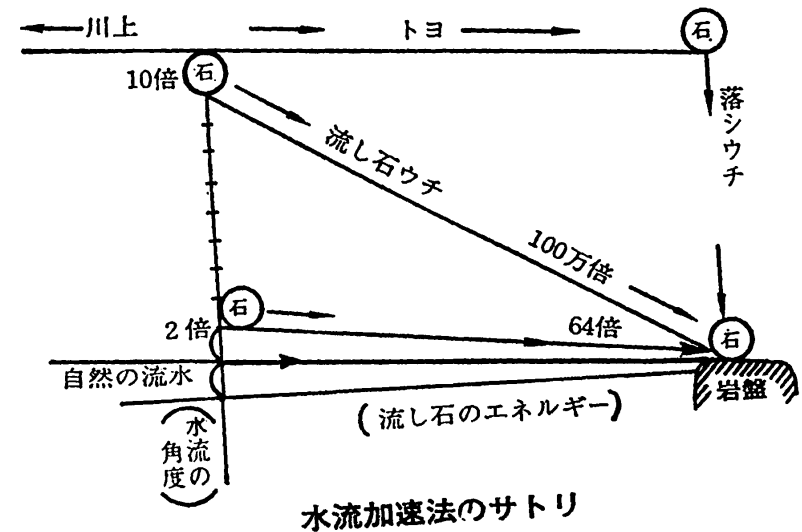 川上
トヨ
石
石
10倍
落シウチ
流し石ウチ
100万倍
石
2倍
64倍
石
自然の流水
岩盤
(流し石のエネルギー)
(水流の
角度)
水流加速法のサトリ